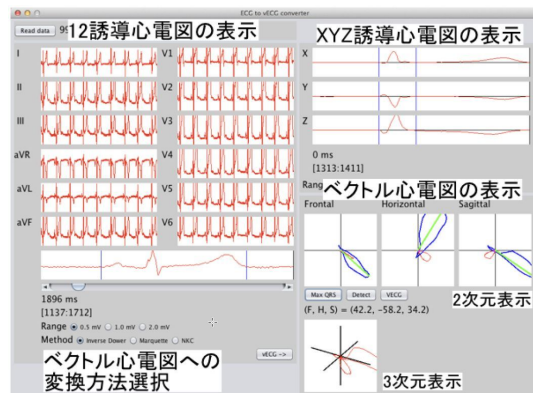 ECG to vECG converter
Read data 99
12誘導心電図の表示
I
II
III
aVR
aVL
aVF
V1
V2
V3
V4
V5
V6
1896 ms
[1137:1712]
Range 0.5 mV 1.0 mV 2.0 mV
Method Inverse Dower Marquette NKC
vECG ->
ベクトル心電図への
変換方法選択
XYZ誘導心電図の表示
X
Y
Z
0 ms
[1313:1411]
Rang
ベクトル心電図の表示
Frontal Horizontal Sagittal
2次元表示
Max QRS Detect VECG
(F, H, S) = (42.2, -58.2, 34.2)
3次元表示